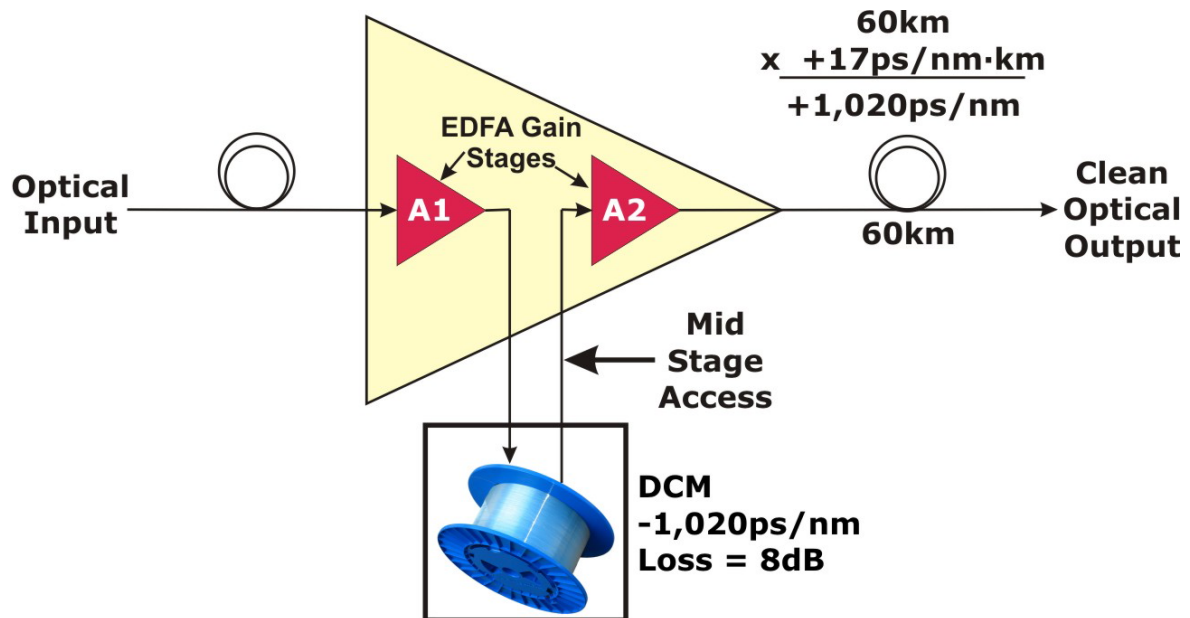 60km
x +17ps/nm·km
+1,020ps/nm
EDFA Gain
Stages
Optical
Input
A1
A2
60km
Clean
Optical
Output
Mid
Stage
Access
DCM
-1,020ps/nm
Loss = 8dB